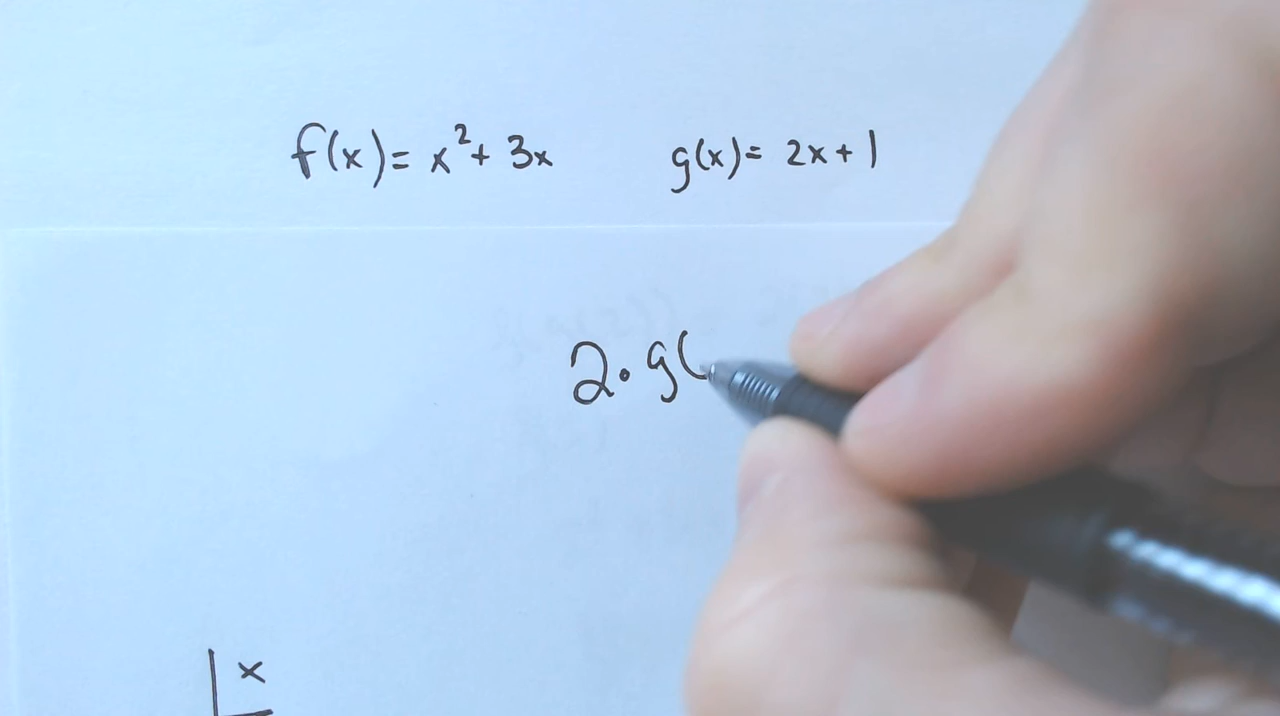 f(x) = x² + 3x g(x) = 2x + 1
2 · g(
x